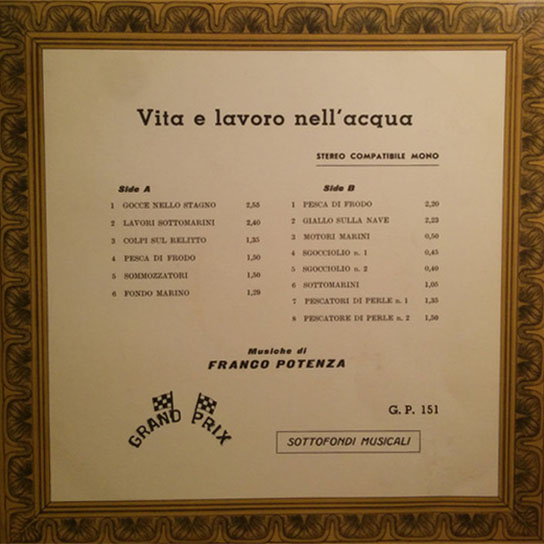 Vita e lavoro nell'acqua
STEREO COMPATIBILE MONO
Side A
1 GOCCE NELLO STAGNO 2,55
2 LAVORI SOTTOMARINI 2,40
3 COLPI SUL RELITTO 1,35
4 PESCA DI FRODO 1,50
5 SOMMOZZATORI 1,50
6 FONDO MARINO 1,29
Side B
1 PESCA DI FRODO 2,20
2 GIALLO SULLA NAVE 2,23
3 MOTORI MARINI 0,50
4 SGOCCIOLIO n. 1 0,45
5 SGOCCIOLIO n. 2 0,40
6 SOTTOMARINI 1,05
7 PESCATORI DI PERLE n. 1 1,35
8 PESCATORE DI PERLE n. 2 1,50
Musiche di
FRANCO POTENZA
GRAND PRIX
G. P. 151
SOTTOFONDI MUSICALI